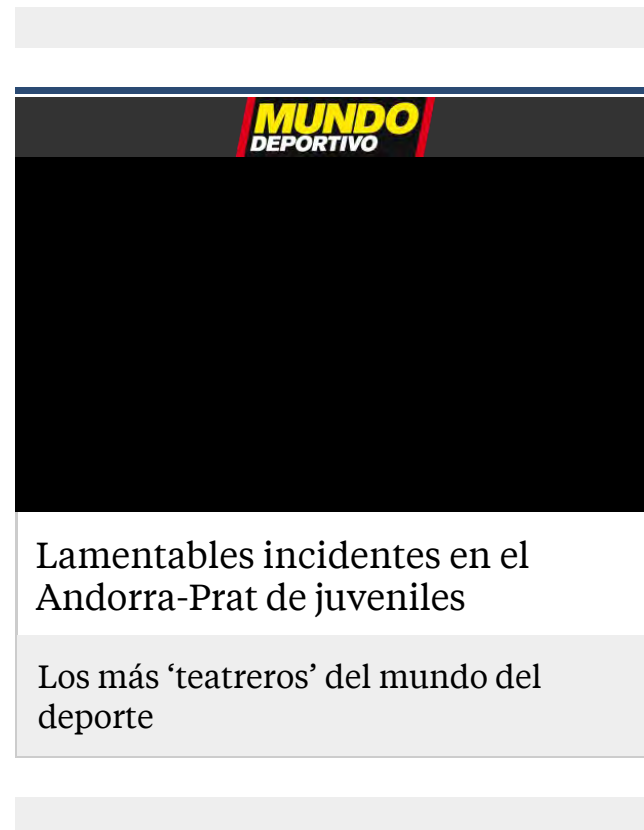 MUNDO
DEPORTIVO
Lamentables incidentes en el
Andorra-Prat de juveniles
Los más ‘teatreros’ del mundo del
deporte